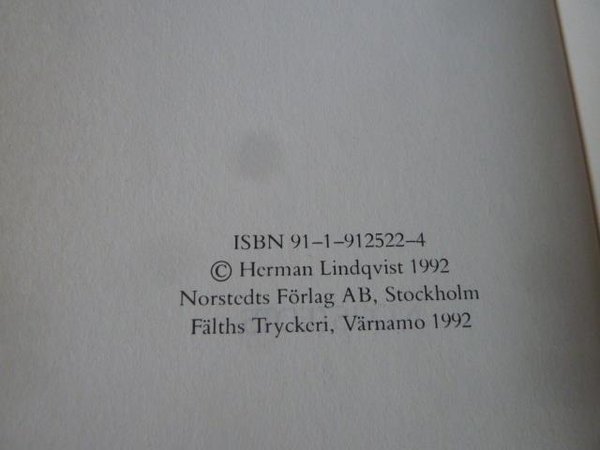 ISBN 91–1–912522–4
© Herman Lindqvist 1992
Norstedts Förlag AB, Stockholm
Fälths Tryckeri, Värnamo 1992